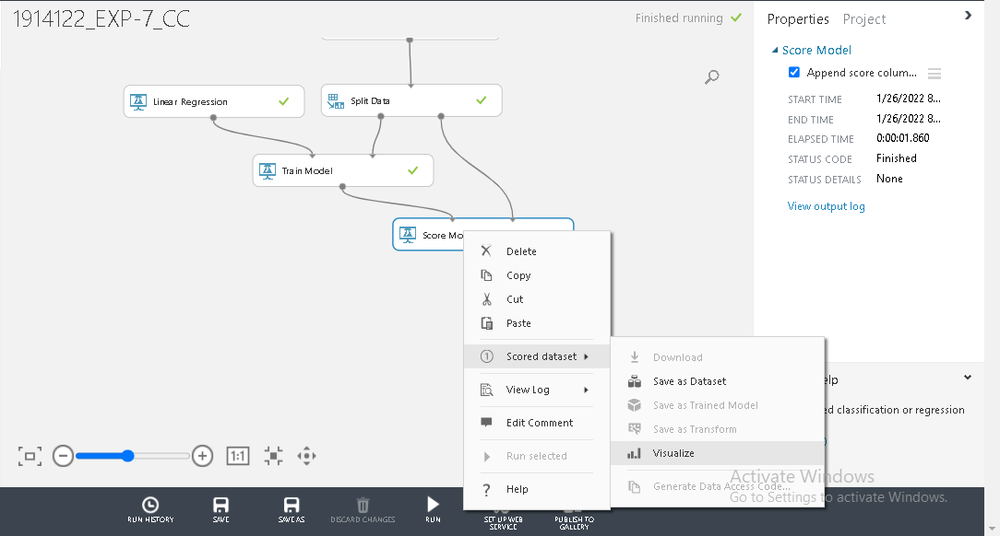 1914122_EXP-7_CC
Finished running
Linear Regression
Split Data
Train Model
Score Mo
Delete
Copy
Cut
Paste
1 Scored dataset
View Log
Edit Comment
Run selected
? Help
Download
Save as Dataset
Save as Trained Model
Save as Transform
Visualize
Generate Data Access Code...
Properties Project
Score Model
Append score colum...
START TIME 1/26/2022 8...
END TIME 1/26/2022 8...
ELAPSED TIME 0:00:01.860
STATUS CODE Finished
STATUS DETAILS None
View output log
elp
ed classification or regression
)
1:1
Activate Windows
Go to Settings to activate Windows.
RUN HISTORY
SAVE
SAVE AS
DISCARD CHANGES
RUN
SET UP WEB
SERVICE
PUBLISH TO
GALLERY